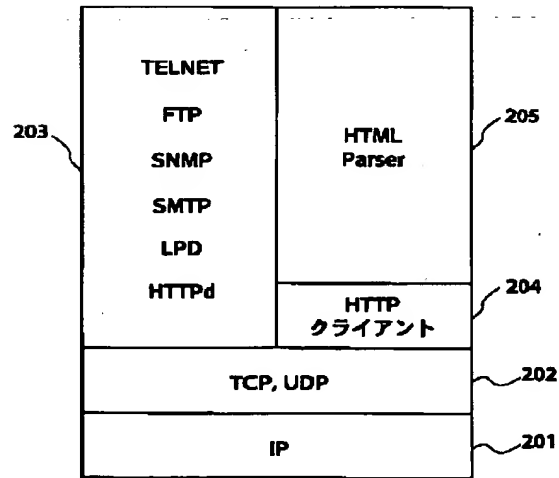 TELNET
FTP
SNMP
SMTP
LPD
HTTPd
HTML
Parser
HTTP
クライアント
TCP, UDP
IP
203
205
204
202
201